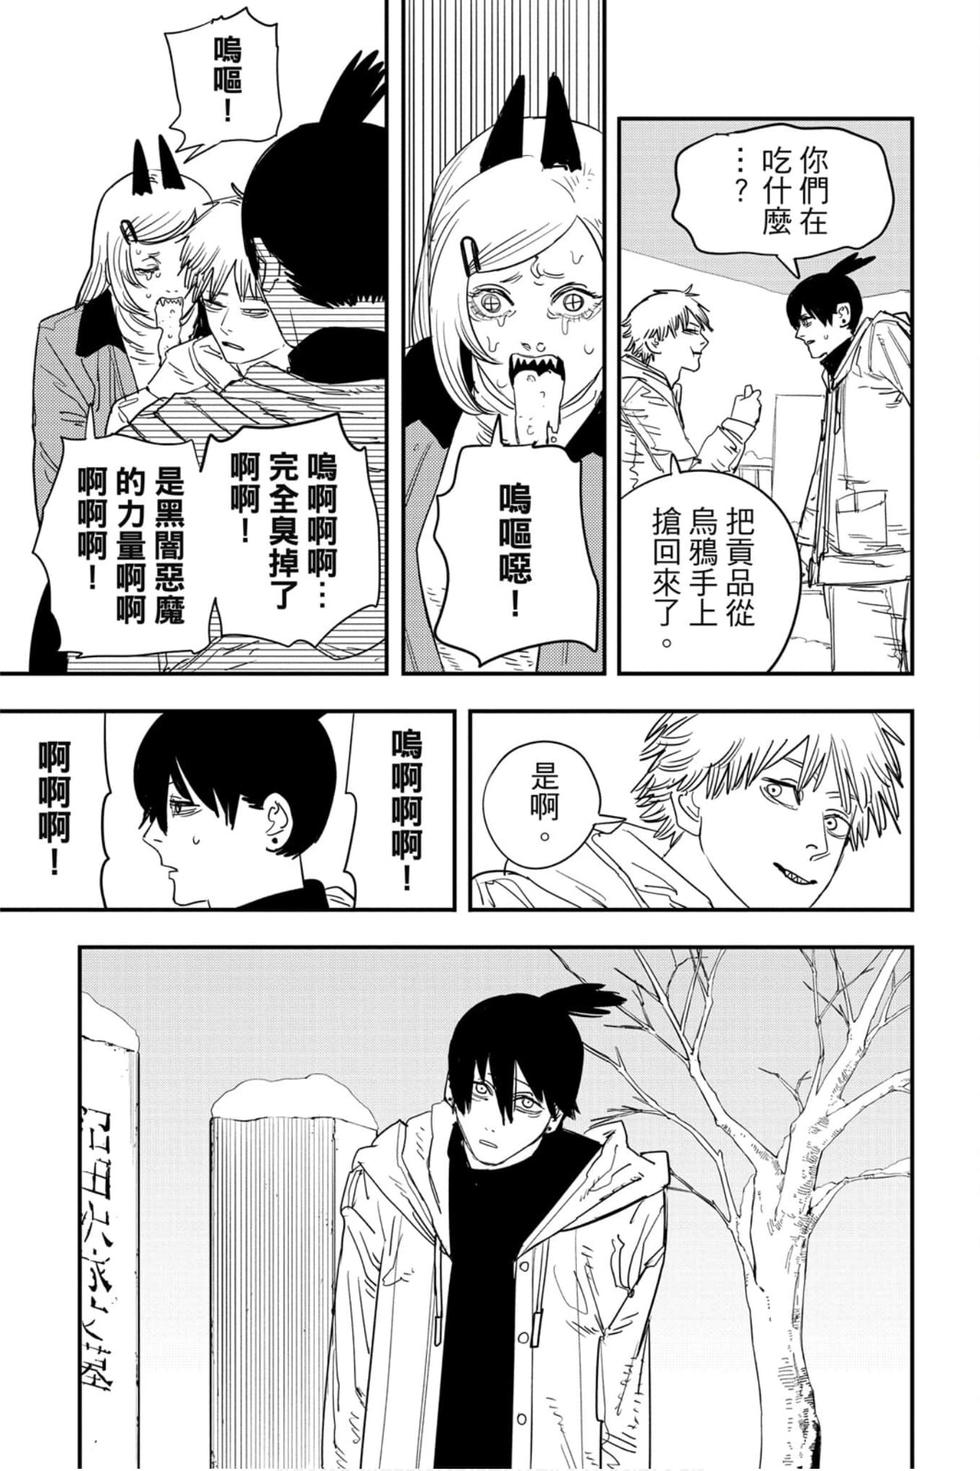 你們在
吃什麼
…？
把貢品從
烏鴉手上
搶回來了。
嗚嘔噁！
嗚嘔！
嗚啊啊啊…
完全臭掉了
啊啊！
是黑闇惡魔
的力量啊啊
啊啊啊！
是啊。
嗚啊啊啊！
啊啊啊！